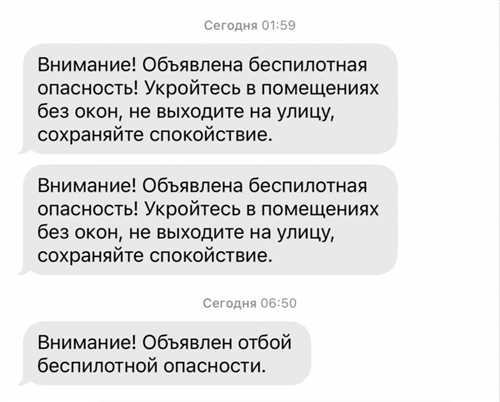 Сегодня 01:59
Внимание! Объявлена беспилотная
опасность! Укройтесь в помещениях
без окон, не выходите на улицу,
сохраняйте спокойствие.
Внимание! Объявлена беспилотная
опасность! Укройтесь в помещениях
без окон, не выходите на улицу,
сохраняйте спокойствие.
Сегодня 06:50
Внимание! Объявлен отбой
беспилотной опасности.